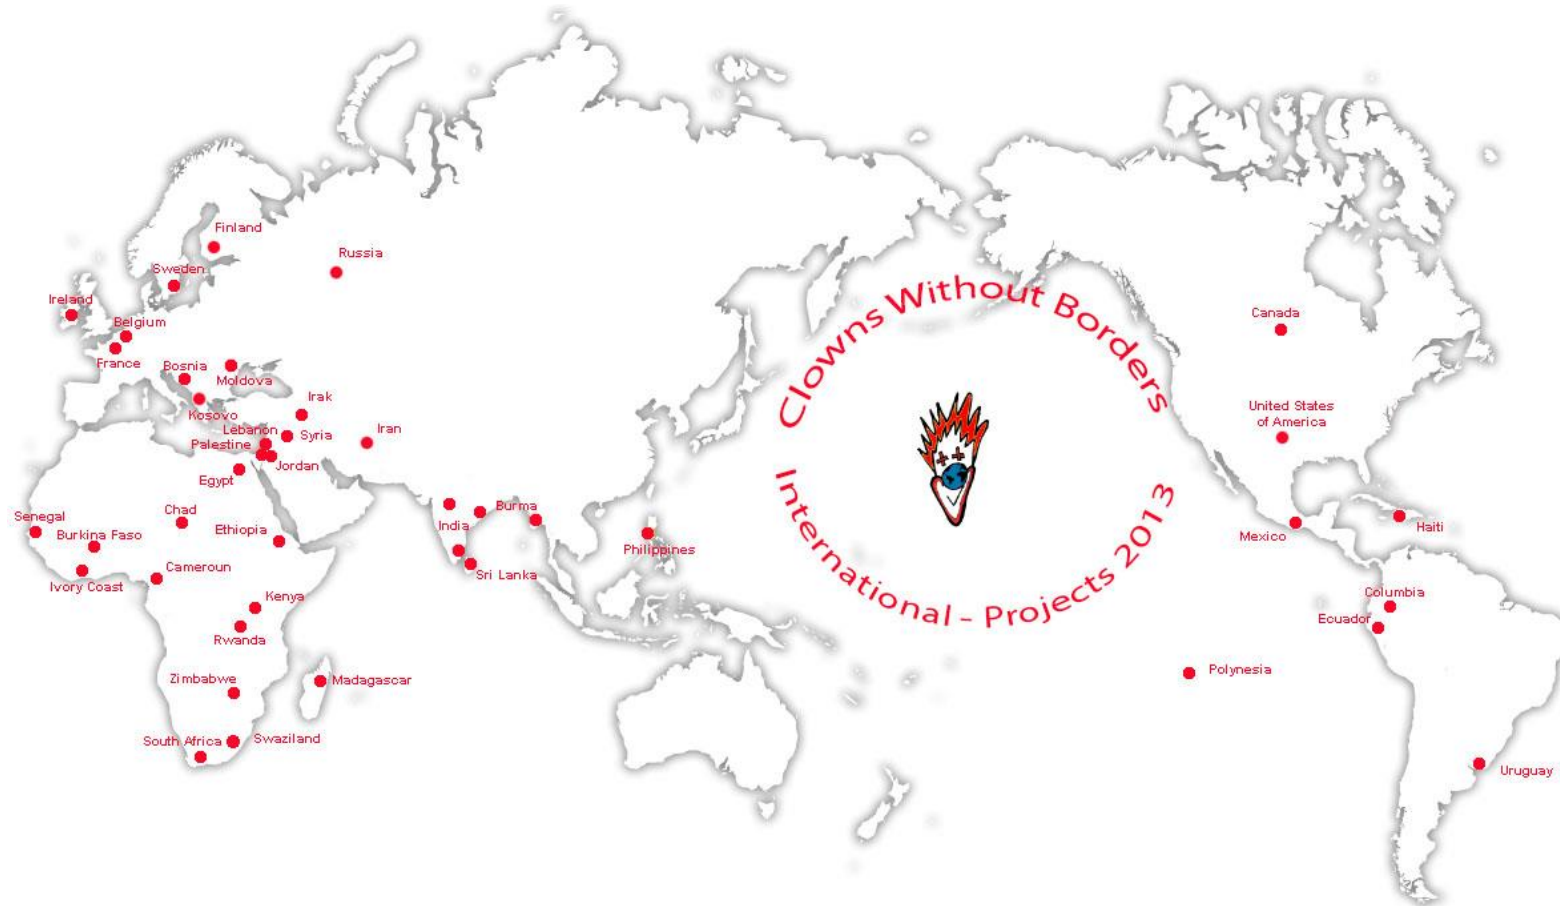 Finland
Russia
Sweden
Ireland
Belgium
France
Bosnia
Moldova
Kosovo
Irak
Lebanon
Syria
Iran
Palestine
Jordan
Egypt
Chad
Senegal
Burkina Faso
Ethiopia
Ivory Coast
Cameroun
Kenya
Rwanda
Zimbabwe
Madagascar
South Africa
Swaziland
India
Burma
Sri Lanka
Philippines
Clowns Without Borders
International - Projects 2013
Canada
United States
of America
Mexico
Haiti
Columbia
Ecuador
Polynesia
Uruguay